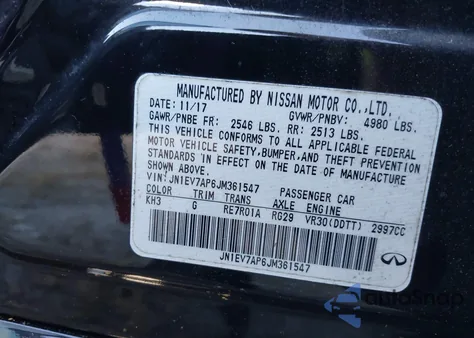 MANUFACTURED BY NISSAN MOTOR CO.,LTD.
DATE: 11/17 GVWR/PNBV: 4980 LBS.
GAWR/PNBE FR: 2546 LBS. RR: 2513 LBS.
THIS VEHICLE CONFORMS TO ALL APPLICABLE FEDERAL
MOTOR VEHICLE SAFETY,BUMPER,AND THEFT PREVENTION
STANDARDS IN EFFECT ON THE DATE OF MANUFACTURE
SHOWN ABOVE.
VIN: JN1EV7AP6JM361547 PASSENGER CAR
COLOR TRIM TRANS AXLE ENGINE
KH3 G RE7R01A RG29 VR30(DDTT) 2997CC
JN1EV7AP6JM361547
autoSnap